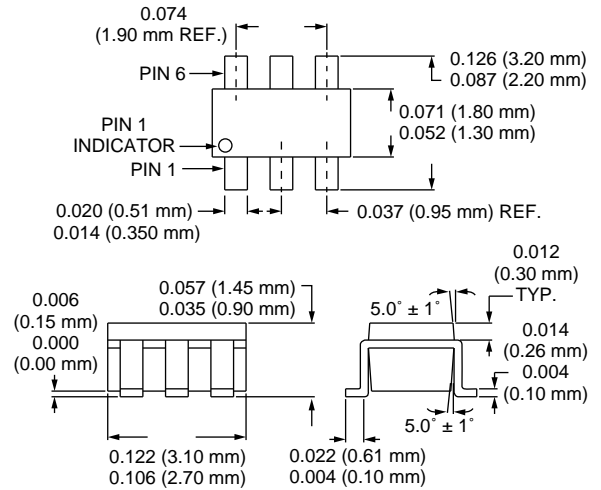 0.074
(1.90 mm REF.)
PIN 6
0.126 (3.20 mm)
0.087 (2.20 mm)
0.071 (1.80 mm)
0.052 (1.30 mm)
PIN 1
INDICATOR
PIN 1
0.020 (0.51 mm)
0.014 (0.350 mm)
0.037 (0.95 mm) REF.
0.006
(0.15 mm)
0.000
(0.00 mm)
0.057 (1.45 mm)
0.035 (0.90 mm)
0.122 (3.10 mm)
0.106 (2.70 mm)
5.0° ± 1°
0.012
(0.30 mm)
TYP.
0.014
(0.26 mm)
0.004
(0.10 mm)
5.0° ± 1°
0.022 (0.61 mm)
0.004 (0.10 mm)